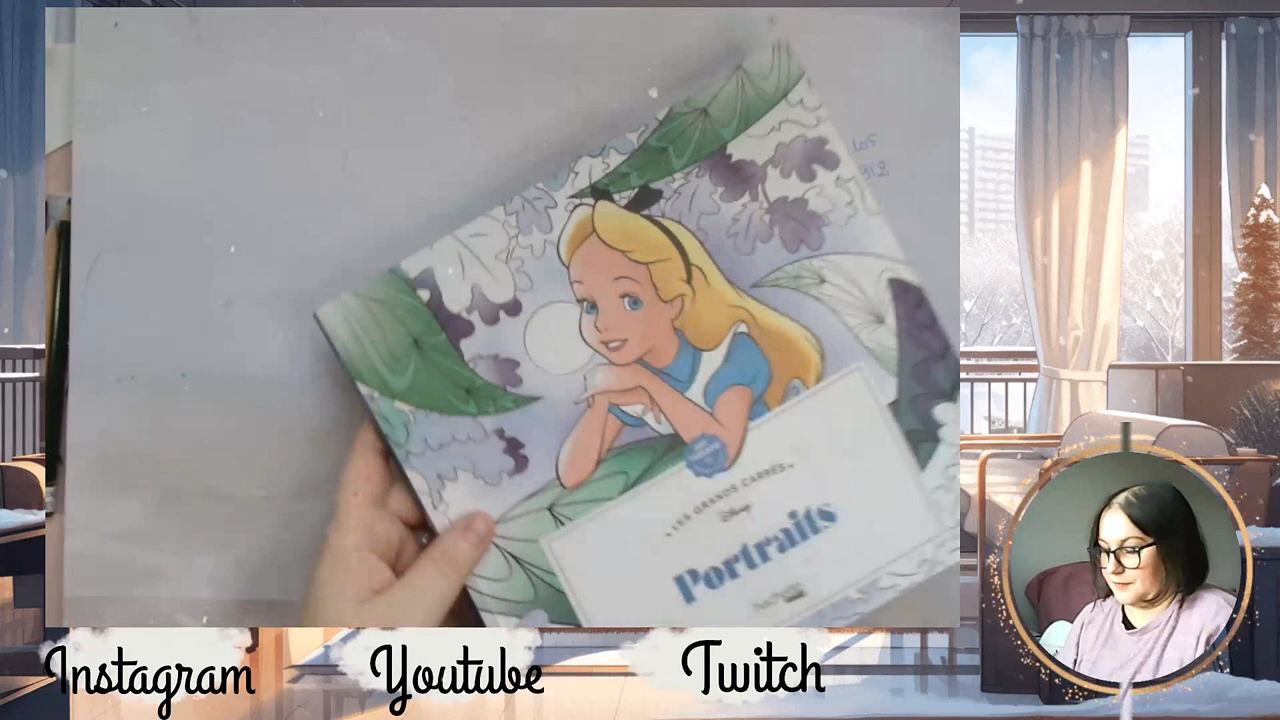 LES GRANDS CARRÉS
Disney
Portraits
Instagram
Youtube
Twitch